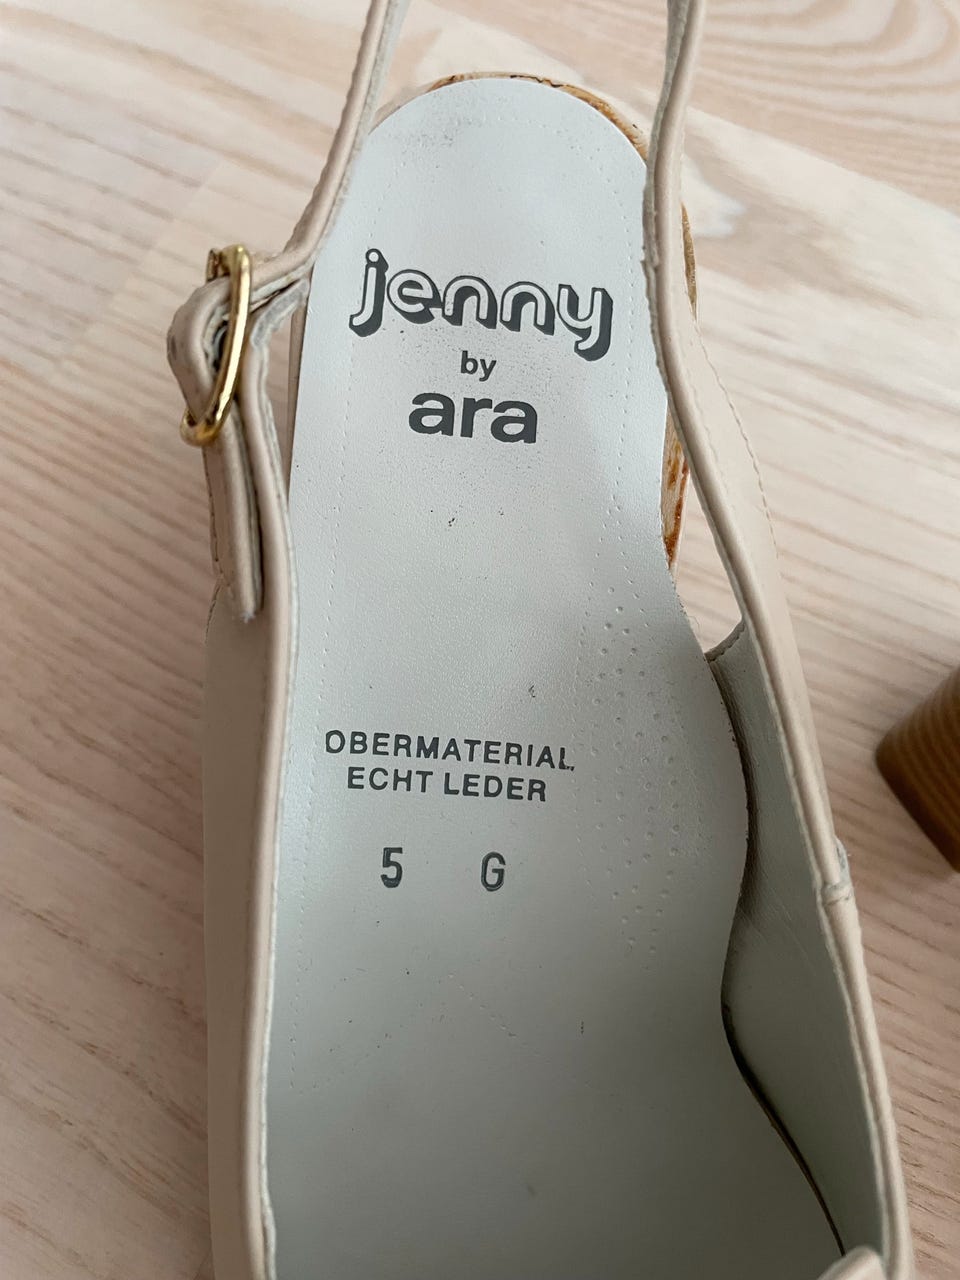 jenny
by
ara
OBERMATERIAL
ECHT LEDER
5 G